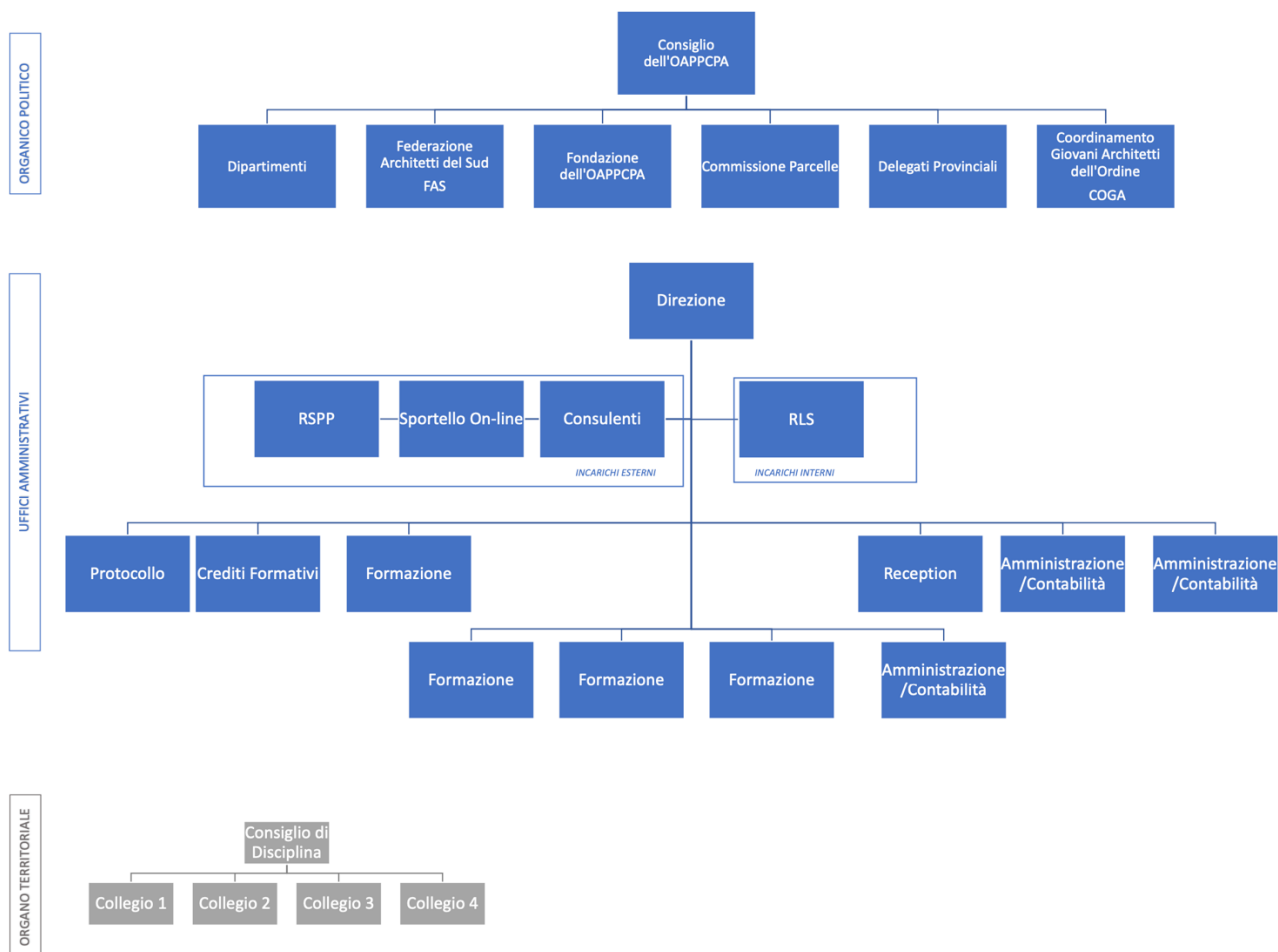 ORGANICO POLITICO
Consiglio
dell'OAPPCPA
Dipartimenti
Federazione
Architetti del Sud
FAS
Fondazione
dell'OAPPCPA
Commissione Parcelle
Delegati Provinciali
Coordinamento
Giovani Architetti
dell'Ordine
COGA
UFFICI AMMINISTRATIVI
Direzione
RSPP
Sportello On-line
Consulenti
INCARICHI ESTERNI
RLS
INCARICHI INTERNI
Protocollo
Crediti Formativi
Formazione
Reception
Amministrazione
/Contabilità
Amministrazione
/Contabilità
Formazione
Formazione
Formazione
Amministrazione
/Contabilità
ORGANO TERRITORIALE
Consiglio di
Disciplina
Collegio 1
Collegio 2
Collegio 3
Collegio 4